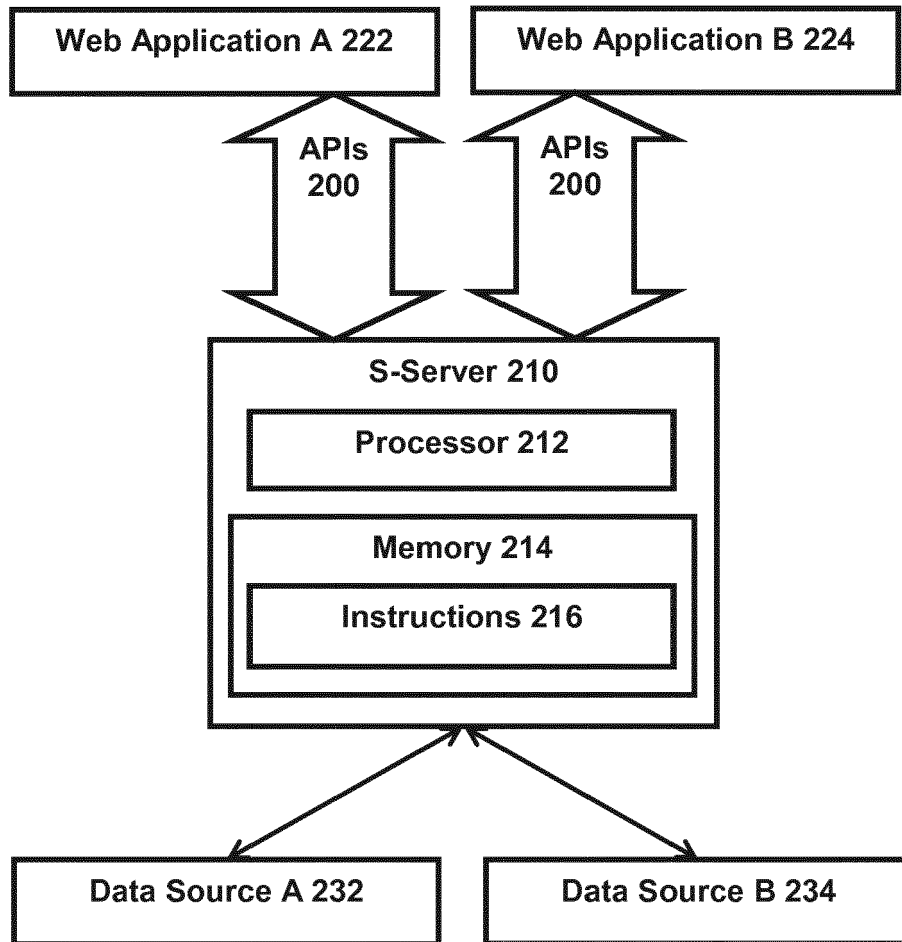 Web Application A 222
Web Application B 224
APIs
200
APIs
200
S-Server 210
Processor 212
Memory 214
Instructions 216
Data Source A 232
Data Source B 234